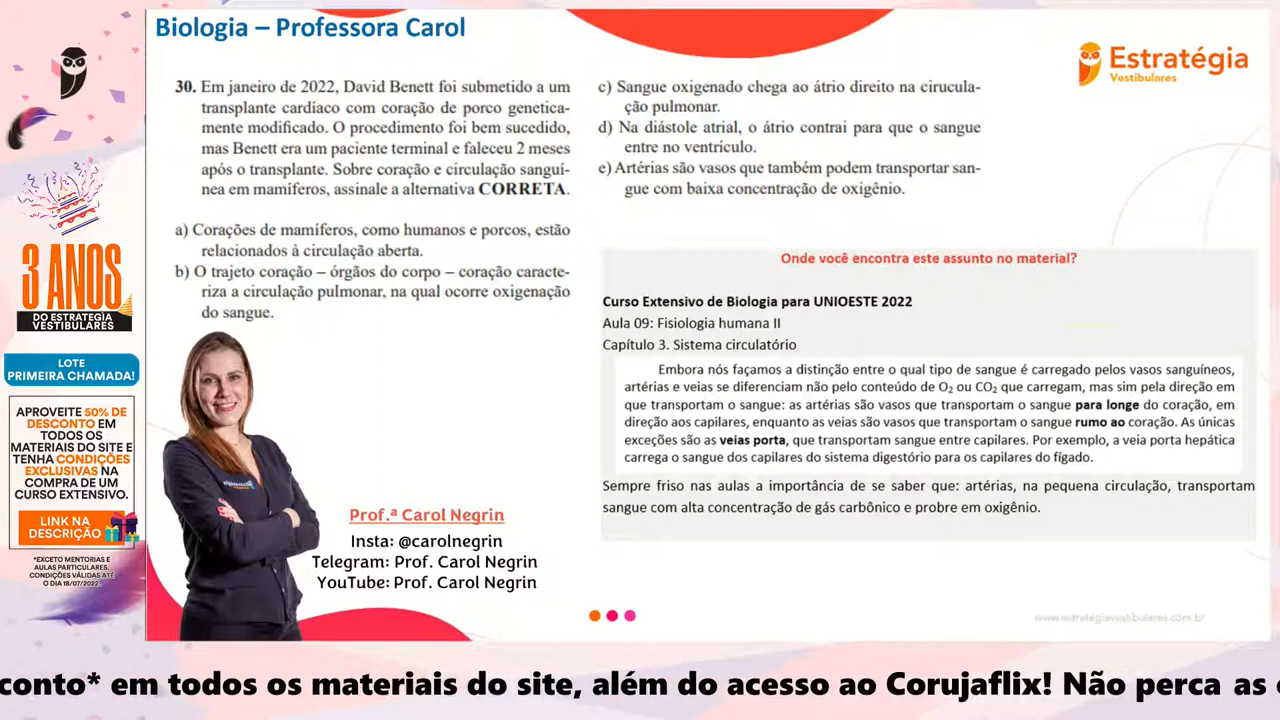 Biologia – Professora Carol
Estratégia
Vestibulares
30. Em janeiro de 2022, David Benett foi submetido a um
transplante cardíaco com coração de porco genetica-
mente modificado. O procedimento foi bem sucedido,
mas Benett era um paciente terminal e faleceu 2 meses
após o transplante. Sobre coração e circulação sanguí-
nea em mamíferos, assinale a alternativa CORRETA.
a) Corações de mamíferos, como humanos e porcos, estão
relacionados à circulação aberta.
b) O trajeto coração – órgãos do corpo – coração caracte-
riza a circulação pulmonar, na qual ocorre oxigenação
do sangue.
c) Sangue oxigenado chega ao átrio direito na cirucula-
ção pulmonar.
d) Na diástole atrial, o átrio contrai para que o sangue
entre no ventrículo.
e) Artérias são vasos que também podem transportar san-
gue com baixa concentração de oxigênio.
Onde você encontra este assunto no material?
Curso Extensivo de Biologia para UNIOESTE 2022
Aula 09: Fisiologia humana II
Capítulo 3. Sistema circulatório
Embora nós façamos a distinção entre o qual tipo de sangue é carregado pelos vasos sanguíneos,
artérias e veias se diferenciam não pelo conteúdo de O₂ ou CO₂ que carregam, mas sim pela direção em
que transportam o sangue: as artérias são vasos que transportam o sangue para longe do coração, em
direção aos capilares, enquanto as veias são vasos que transportam o sangue rumo ao coração. As únicas
exceções são as veias porta, que transportam sangue entre capilares. Por exemplo, a veia porta hepática
carrega o sangue dos capilares do sistema digestório para os capilares do fígado.
Sempre friso nas aulas a importância de se saber que: artérias, na pequena circulação, transportam
sangue com alta concentração de gás carbônico e probre em oxigênio.
Prof.ª Carol Negrin
Insta: @carolnegrin
Telegram: Prof. Carol Negrin
YouTube: Prof. Carol Negrin
www.estrategiavestibulares.com.br
3 ANOS
DO ESTRATEGIA
VESTIBULARES
LOTE
PRIMEIRA CHAMADA!
APROVEITE 50% DE
DESCONTO EM
TODOS OS
MATERIAIS DO SITE E
TENHA CONDIÇÕES
EXCLUSIVAS NA
COMPRA DE UM
CURSO EXTENSIVO.
LINK NA
DESCRIÇÃO
*EXCETO MENTORIAS E
AULAS PARTICULARES.
CONDIÇÕES VÁLIDAS ATÉ
O DIA 18/07/2022.
conto* em todos os materiais do site, além do acesso ao Corujaflix! Não perca as